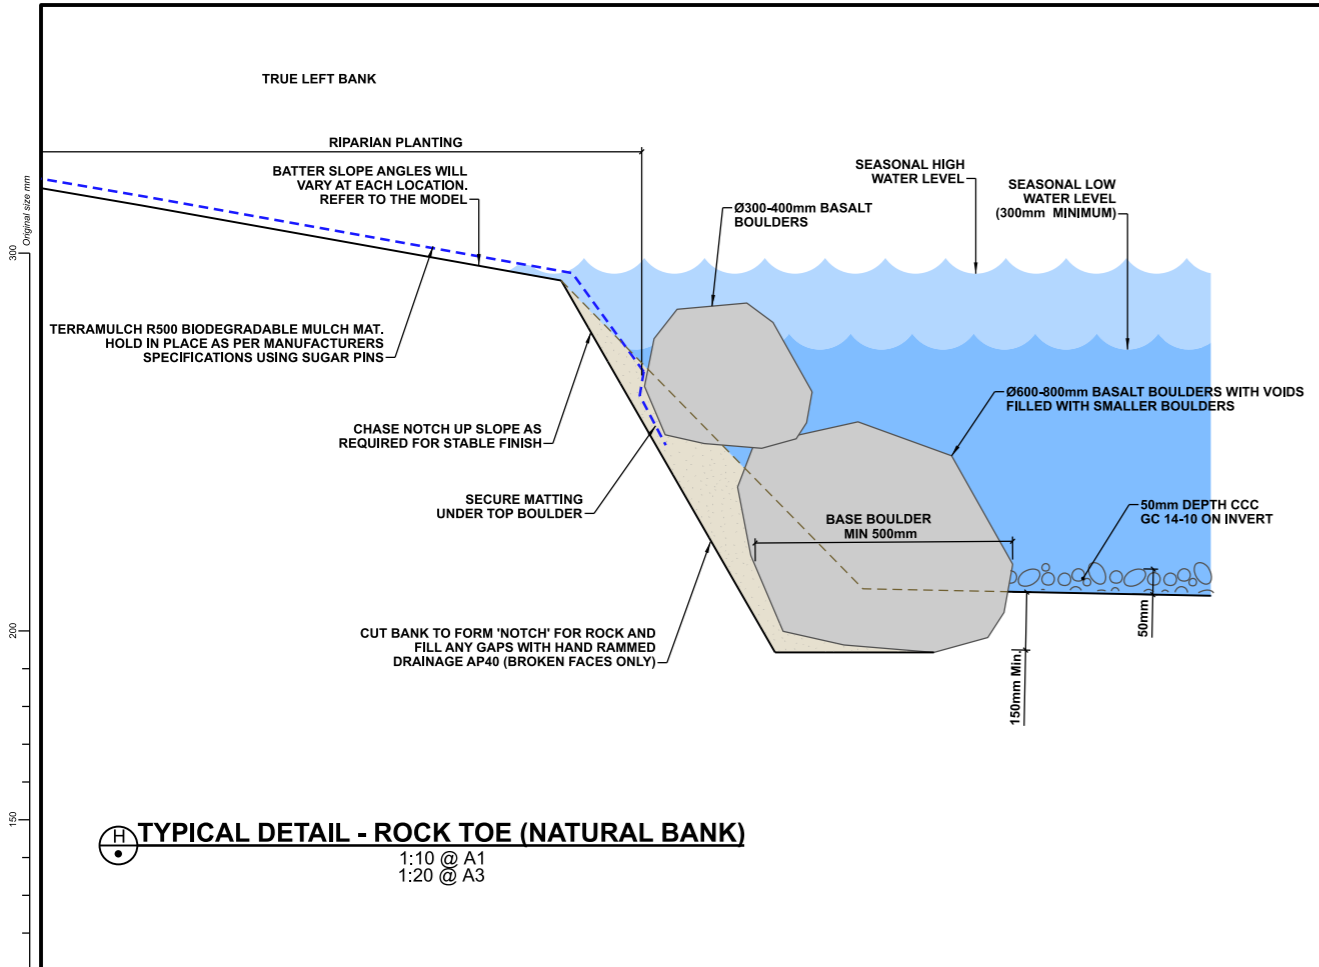 TRUE LEFT BANK
RIPARIAN PLANTING
BATTER SLOPE ANGLES WILL
VARY AT EACH LOCATION.
REFER TO THE MODEL
SEASONAL HIGH
WATER LEVEL
SEASONAL LOW
WATER LEVEL
(300mm MINIMUM)
Ø300-400mm BASALT
BOULDERS
Original size mm
300
TERRAMULCH R500 BIODEGRADABLE MULCH MAT.
HOLD IN PLACE AS PER MANUFACTURERS
SPECIFICATIONS USING SUGAR PINS
Ø600-800mm BASALT BOULDERS WITH VOIDS
FILLED WITH SMALLER BOULDERS
CHASE NOTCH UP SLOPE AS
REQUIRED FOR STABLE FINISH
SECURE MATTING
UNDER TOP BOULDER
BASE BOULDER
MIN 500mm
50mm DEPTH CCC
GC 14-10 ON INVERT
200
CUT BANK TO FORM 'NOTCH' FOR ROCK AND
FILL ANY GAPS WITH HAND RAMMED
DRAINAGE AP40 (BROKEN FACES ONLY)
50mm
150mm Min.
150
H
TYPICAL DETAIL - ROCK TOE (NATURAL BANK)
1:10 @ A1
1:20 @ A3